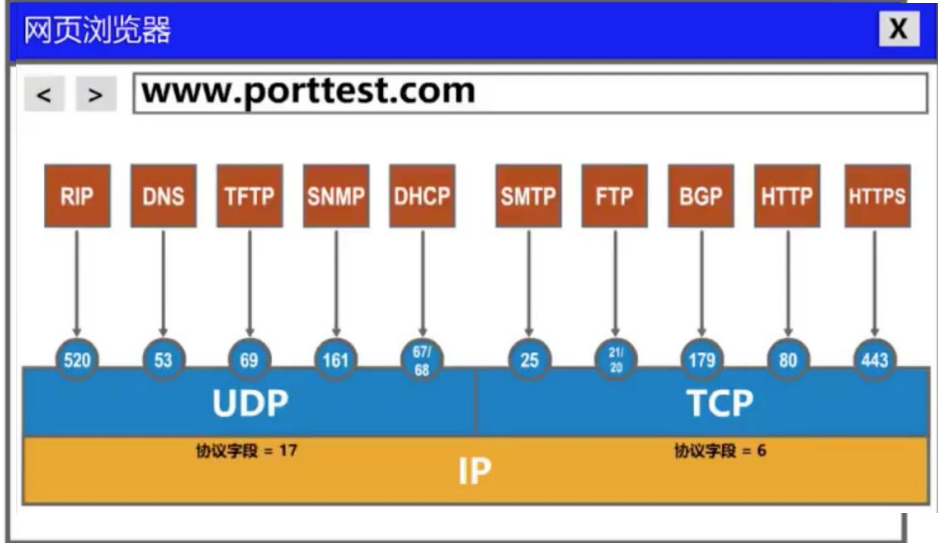 网页浏览器 X
< > www.porttest.com
RIP DNS TFTP SNMP DHCP SMTP FTP BGP HTTP HTTPS
520 53 69 161 67/68 25 21/20 179 80 443
UDP TCP
协议字段 = 17 协议字段 = 6
IP